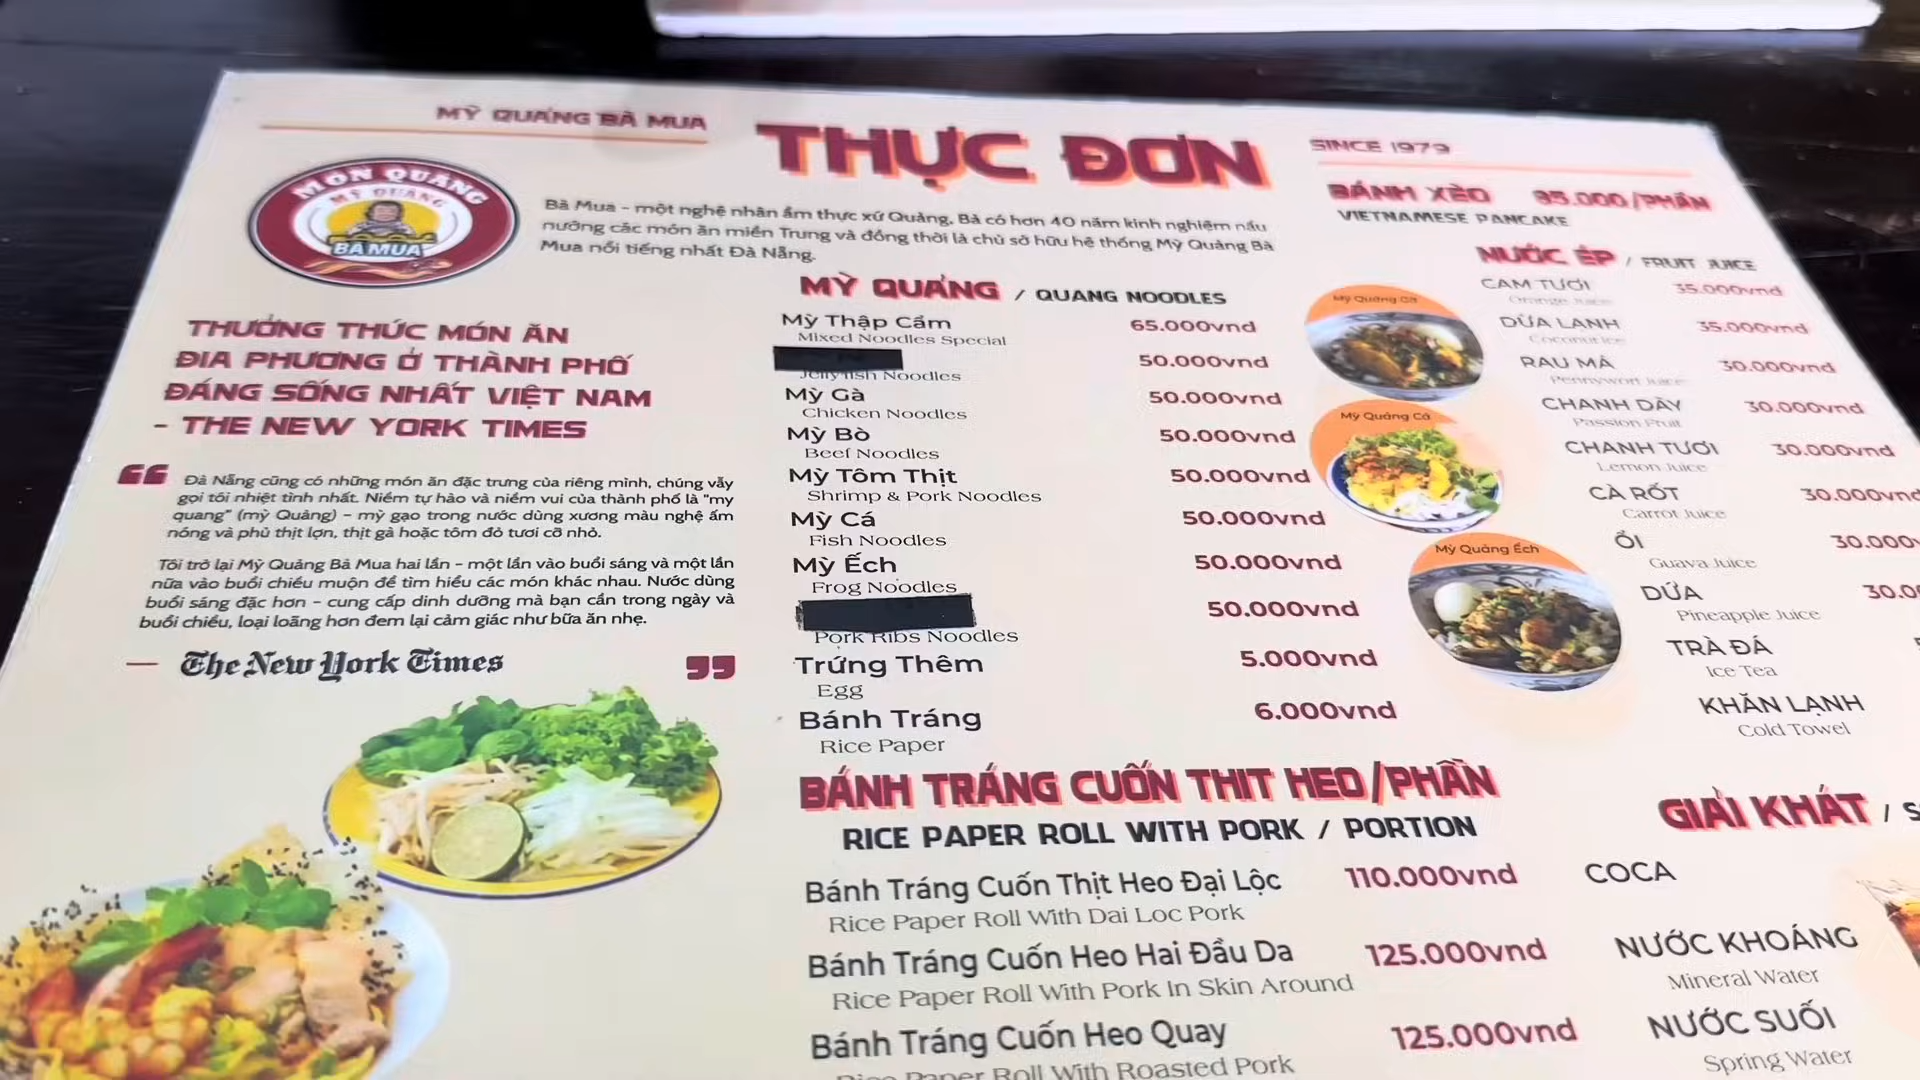 MỲ QUẢNG BÀ MUA
THỰC ĐƠN
SINCE 1979
MÓN QUẢNG
MỲ QUẢNG
BÀ MUA
Bà Mua - một nghệ nhân ẩm thực xứ Quảng. Bà có hơn 40 năm kinh nghiệm nấu
nướng các món ăn miền Trung và đồng thời là chủ sở hữu hệ thống Mỳ Quảng Bà
Mua nổi tiếng nhất Đà Nẵng.
THƯỞNG THỨC MÓN ĂN
ĐỊA PHƯƠNG Ở THÀNH PHỐ
ĐÁNG SỐNG NHẤT VIỆT NAM
- THE NEW YORK TIMES
Đà Nẵng cũng có những món ăn đặc trưng của riêng mình, chúng vẫy
gọi tôi nhiệt tình nhất. Niềm tự hào và niềm vui của thành phố là "my
quang" (mỳ Quảng) - mỳ gạo trong nước dùng xương màu nghệ ấm
nóng và phủ thịt lợn, thịt gà hoặc tôm đỏ tươi cỡ nhỏ.
Tôi trở lại Mỳ Quảng Bà Mua hai lần - một lần vào buổi sáng và một lần
nữa vào buổi chiều muộn để tìm hiểu các món khác nhau. Nước dùng
buổi sáng đặc hơn - cung cấp dinh dưỡng mà bạn cần trong ngày và
buổi chiều, loại loãng hơn đem lại cảm giác như bữa ăn nhẹ.
— The New York Times
MỲ QUẢNG / QUANG NOODLES
Mỳ Thập Cẩm 65.000vnd
Mixed Noodles Special
50.000vnd
Jellyfish Noodles
Mỳ Gà 50.000vnd
Chicken Noodles
Mỳ Bò 50.000vnd
Beef Noodles
Mỳ Tôm Thịt 50.000vnd
Shrimp & Pork Noodles
Mỳ Cá 50.000vnd
Fish Noodles
Mỳ Ếch 50.000vnd
Frog Noodles
50.000vnd
Pork Ribs Noodles
Trứng Thêm 5.000vnd
Egg
Bánh Tráng 6.000vnd
Rice Paper
BÁNH TRÁNG CUỐN THỊT HEO/PHẦN
RICE PAPER ROLL WITH PORK / PORTION
Bánh Tráng Cuốn Thịt Heo Đại Lộc 110.000vnd
Rice Paper Roll With Dai Loc Pork
Bánh Tráng Cuốn Heo Hai Đầu Da 125.000vnd
Rice Paper Roll With Pork In Skin Around
Bánh Tráng Cuốn Heo Quay 125.000vnd
Rice Paper Roll With Roasted Pork
Mỳ Quảng Gà
Mỳ Quảng Cá
Mỳ Quảng Ếch
BÁNH XÈO /PHẦN
VIETNAMESE PANCAKE
NƯỚC ÉP / FRUIT JUICE
CAM TƯƠI 35.000vnd
Orange Juice
DỪA LẠNH 35.000vnd
Coconut ice
RAU MÁ 30.000vnd
Pennywort Juice
CHANH DÂY 30.000vnd
Passion Fruit
CHANH TƯƠI 30.000vnd
Lemon Juice
CÀ RỐT 30.000vnd
Carrot Juice
ỔI 30.000
Guava Juice
DỨA 30.0
Pineapple Juice
TRÀ ĐÁ
Ice Tea
KHĂN LẠNH
Cold Towel
GIẢI KHÁT /
COCA
NƯỚC KHOÁNG
Mineral Water
NƯỚC SUỐI
Spring Water